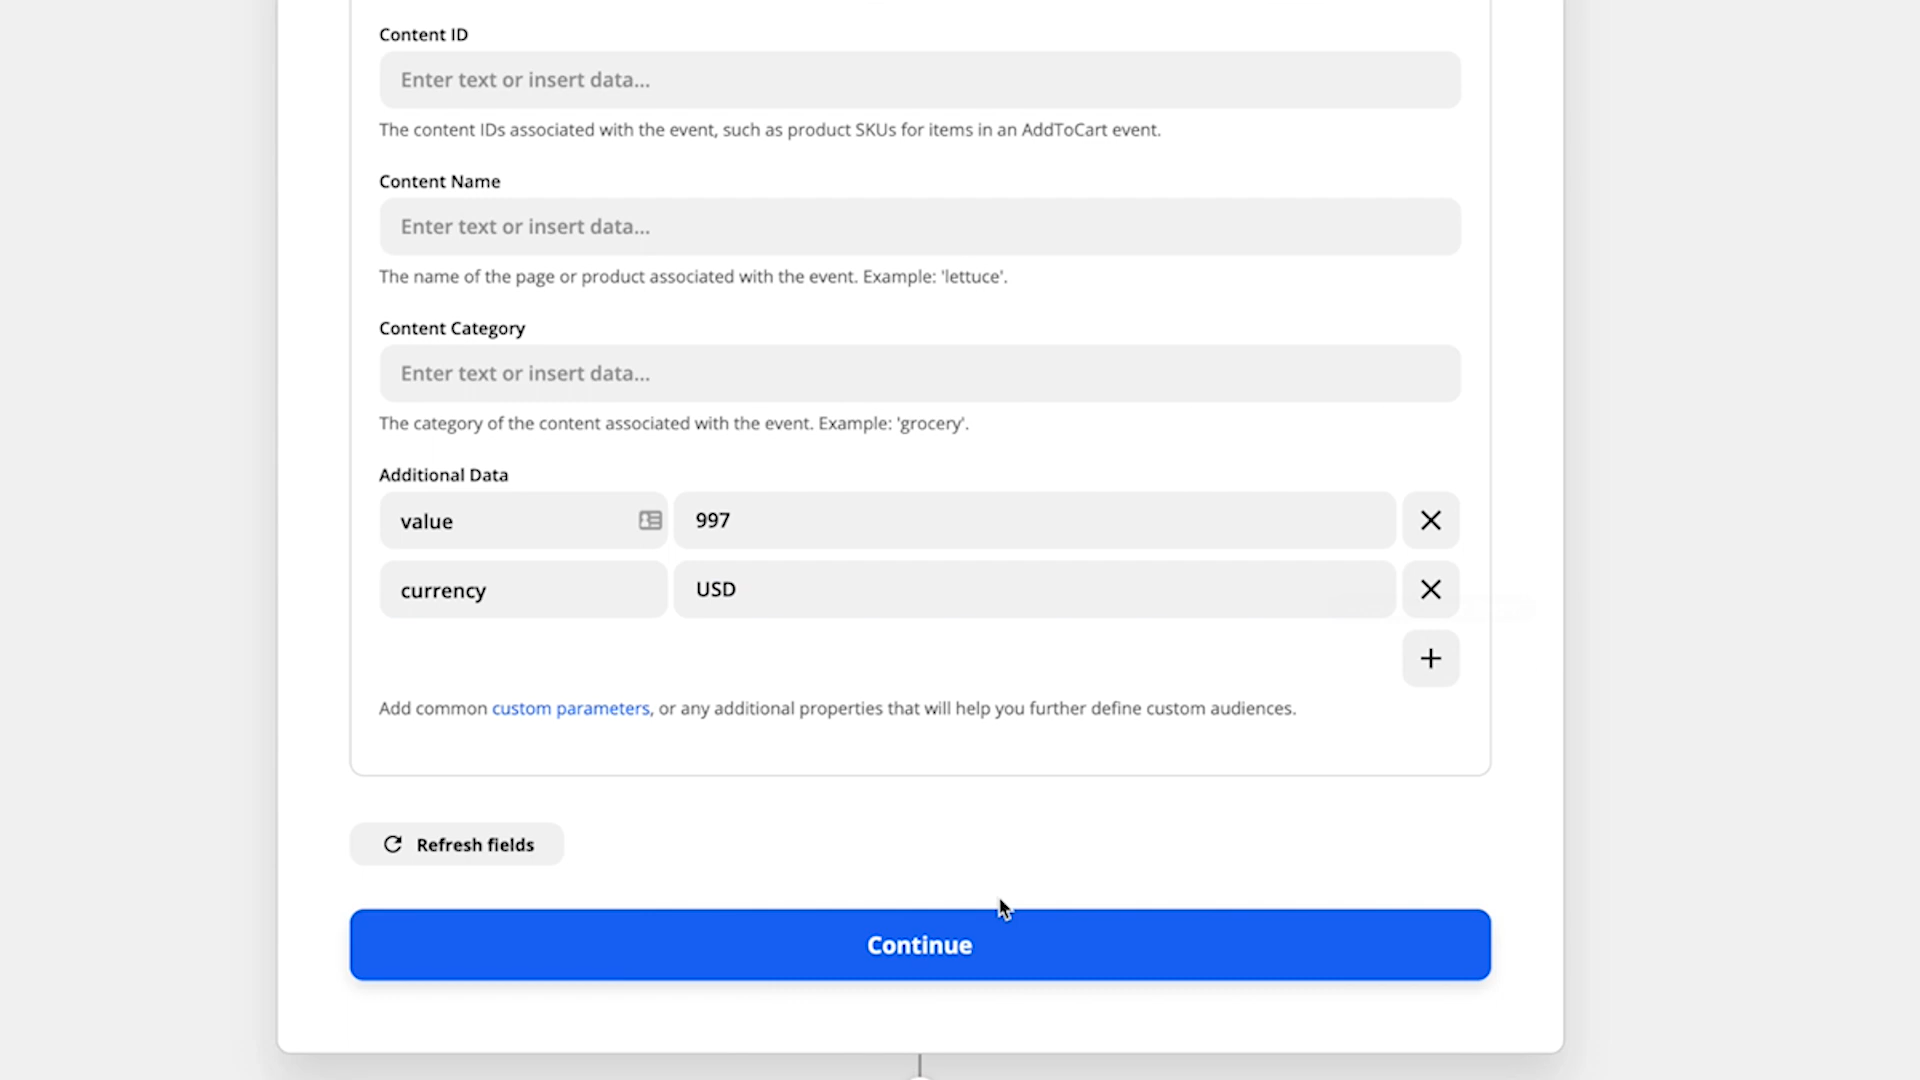 Content ID
Enter text or insert data...
The content IDs associated with the event, such as product SKUs for items in an AddToCart event.
Content Name
Enter text or insert data...
The name of the page or product associated with the event. Example: 'lettuce'.
Content Category
Enter text or insert data...
The category of the content associated with the event. Example: 'grocery'.
Additional Data
value 997
currency USD
Add common custom parameters, or any additional properties that will help you further define custom audiences.
Refresh fields
Continue